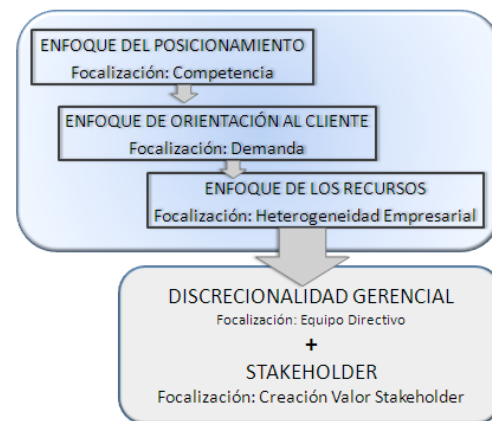 ENFOQUE DEL POSICIONAMIENTO
Focalización: Competencia
ENFOQUE DE ORIENTACIÓN AL CLIENTE
Focalización: Demanda
ENFOQUE DE LOS RECURSOS
Focalización: Heterogeneidad Empresarial
DISCRECIONALIDAD GERENCIAL
Focalización: Equipo Directivo
+
STAKEHOLDER
Focalización: Creación Valor Stakeholder